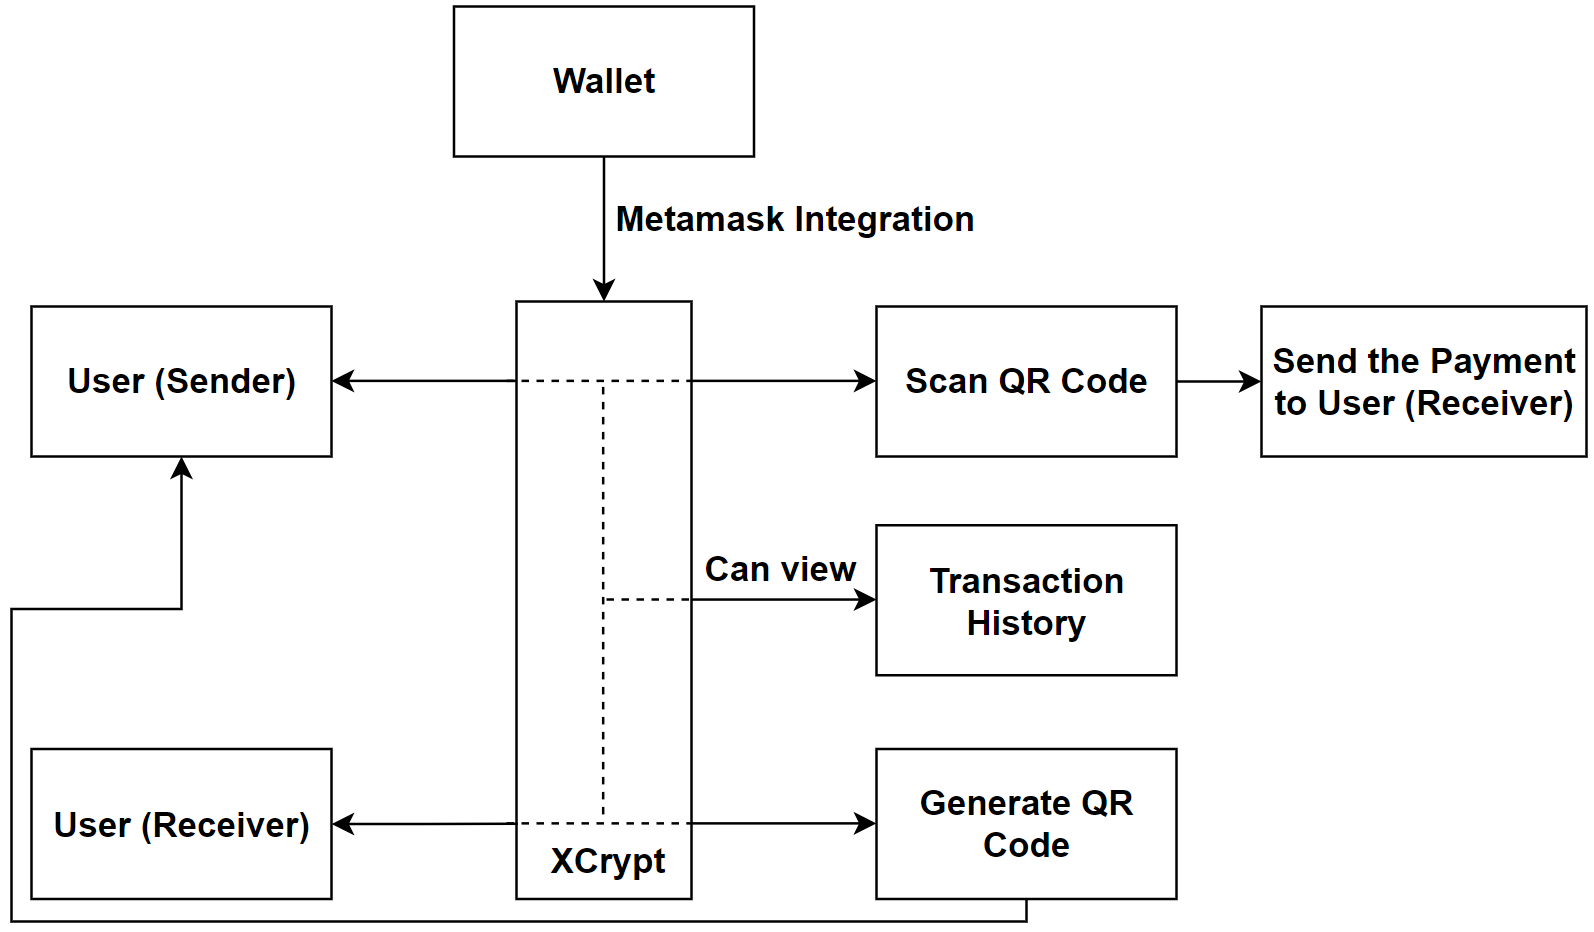 Wallet
Metamask Integration
User (Sender)
Scan QR Code
Send the Payment
to User (Receiver)
Can view
Transaction
History
User (Receiver)
XCrypt
Generate QR
Code